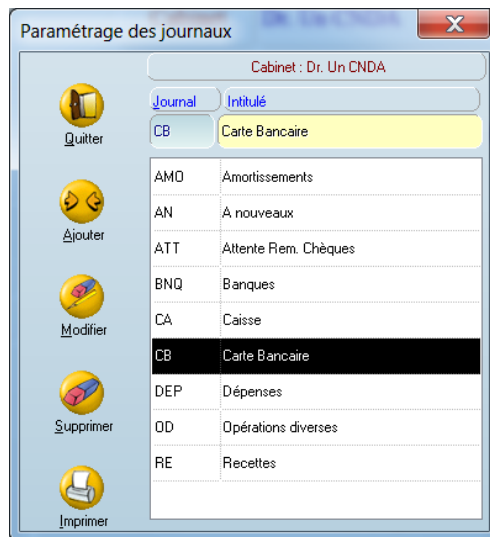 Paramétrage des journaux
Cabinet : Dr. Un CNDA
Journal Intitulé
CB Carte Bancaire
Quitter
Ajouter
Modifier
Supprimer
Imprimer
AMO Amortissements
AN A nouveaux
ATT Attente Rem. Chèques
BNQ Banques
CA Caisse
CB Carte Bancaire
DEP Dépenses
OD Opérations diverses
RE Recettes